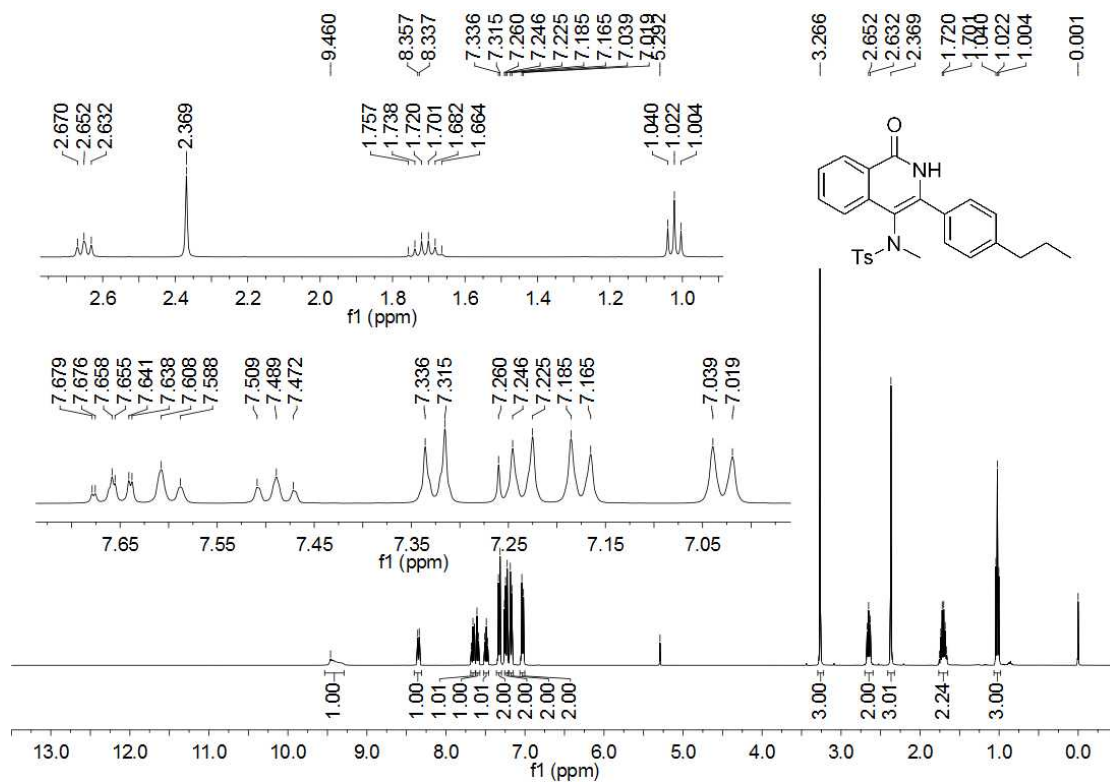 9.460 8.357 8.337 7.336 7.315 7.260 7.246 7.225 7.185 7.165 7.039 7.019 5.292 3.266 2.652 2.632 2.369 1.720 1.701 1.040 1.022 1.004 0.001
2.670 2.652 2.632 2.369 1.757 1.738 1.720 1.701 1.682 1.664 1.040 1.022 1.004
O
NH
N
Ts
2.6 2.4 2.2 2.0 1.8 1.6 1.4 1.2 1.0
f1 (ppm)
7.679 7.676 7.658 7.655 7.641 7.638 7.608 7.588 7.509 7.489 7.472 7.336 7.315 7.260 7.246 7.225 7.185 7.165 7.039 7.019
7.65 7.55 7.45 7.35 7.25 7.15 7.05
f1 (ppm)
1.00 1.00 1.01 1.00 1.01 2.00 2.00 2.00 2.00 3.00 2.00 3.01 2.24 3.00
13.0 12.0 11.0 10.0 9.0 8.0 7.0 6.0 5.0 4.0 3.0 2.0 1.0 0.0
f1 (ppm)